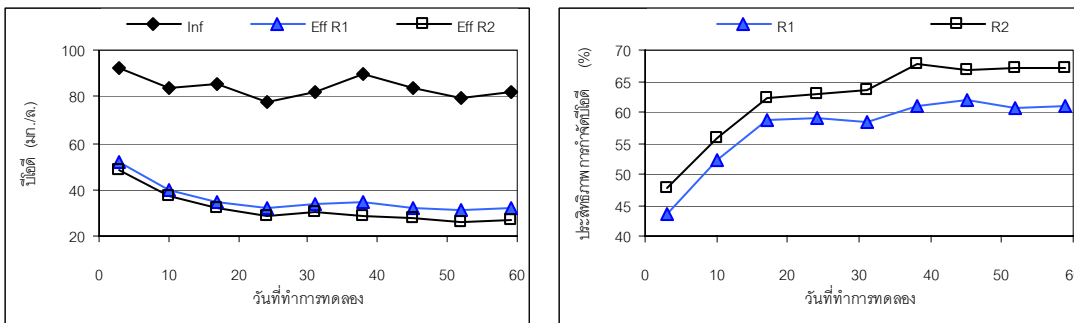 Inf Eff R1 Eff R2
100
80
60
40
20
0 10 20 30 40 50 60
บีโอดี (มก./ล.)
วันที่ทำการทดลอง
R1 R2
70
65
60
55
50
45
40
0 10 20 30 40 50 60
ประสิทธิภาพการกำจัดบีโอดี (%)
วันที่ทำการทดลอง